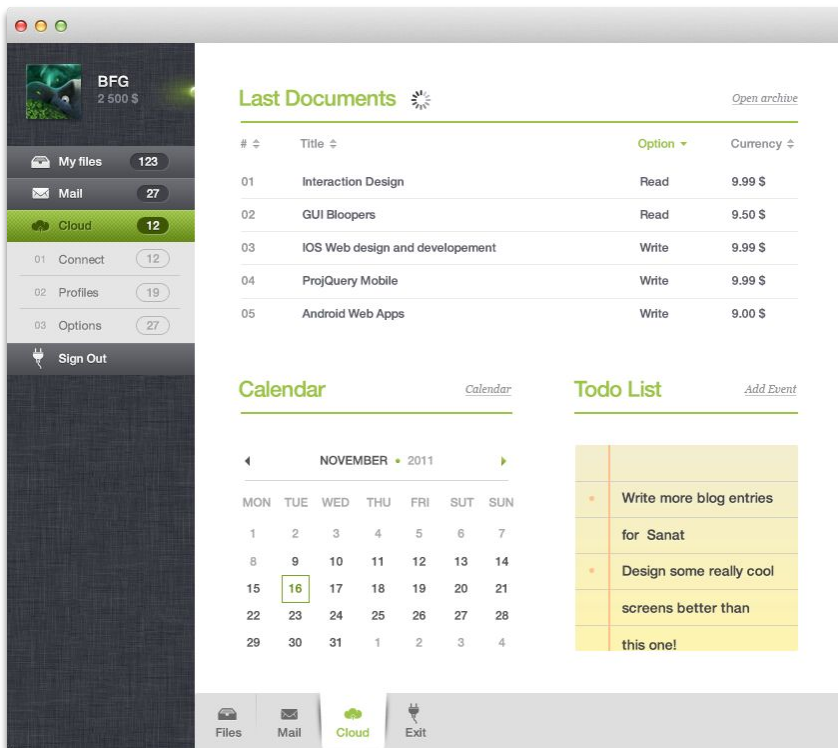 BFG
2 500 $
My files 123
Mail 27
Cloud 12
01 Connect 12
02 Profiles 19
03 Options 27
Sign Out
Last Documents
Open archive
# Title Option Currency
01 Interaction Design Read 9.99 $
02 GUI Bloopers Read 9.50 $
03 IOS Web design and developement Write 9.99 $
04 ProjQuery Mobile Write 9.99 $
05 Android Web Apps Write 9.00 $
Calendar
Calendar
NOVEMBER • 2011
MON TUE WED THU FRI SUT SUN
1 2 3 4 5 6 7
8 9 10 11 12 13 14
15 16 17 18 19 20 21
22 23 24 25 26 27 28
29 30 31 1 2 3 4
Todo List
Add Event
Write more blog entries
for Sanat
Design some really cool
screens better than
this one!
Files Mail Cloud Exit